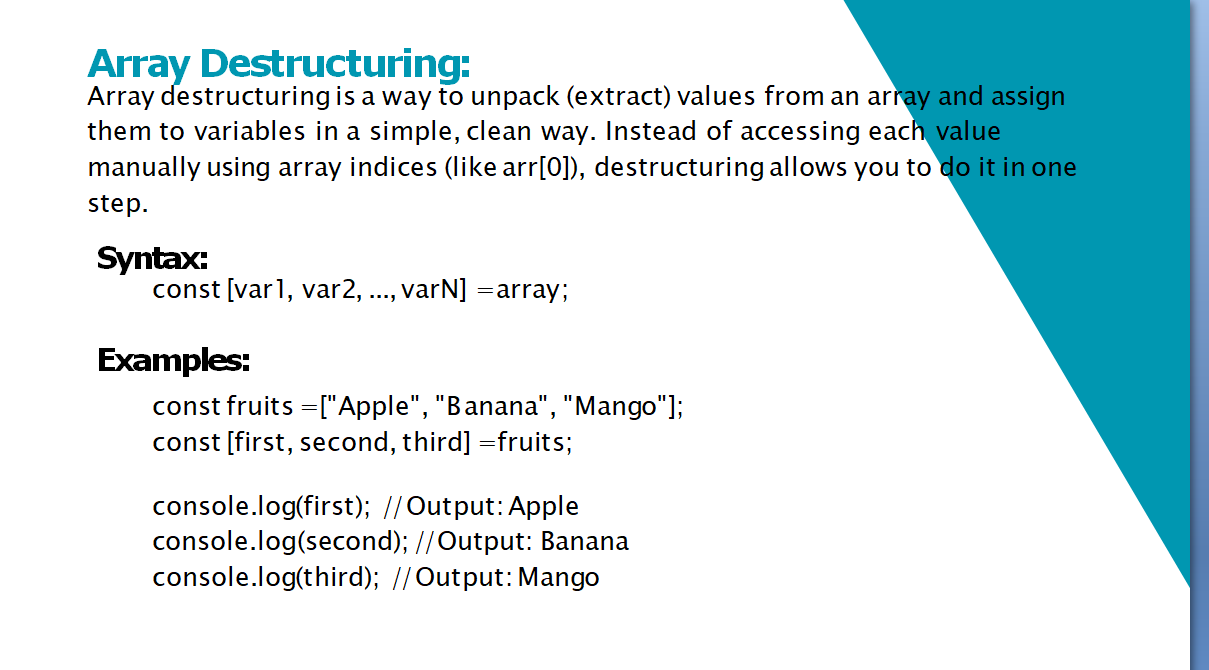 Array Destructuring:
Array destructuring is a way to unpack (extract) values from an array and assign
them to variables in a simple, clean way. Instead of accessing each value
manually using array indices (like arr[0]), destructuring allows you to do it in one
step.
Syntax:
const [var1, var2, ..., varN] = array;
Examples:
const fruits = ["Apple", "Banana", "Mango"];
const [first, second, third] = fruits;
console.log(first); // Output: Apple
console.log(second); // Output: Banana
console.log(third); // Output: Mango